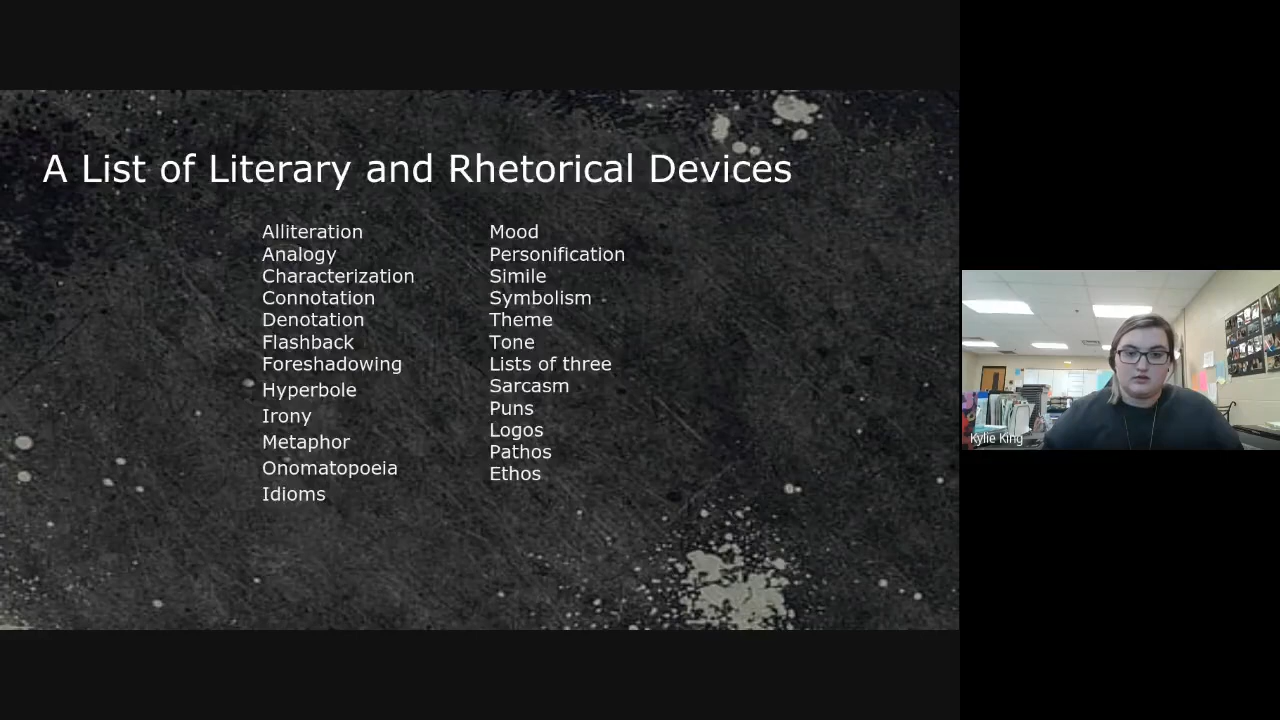 A List of Literary and Rhetorical Devices
Alliteration
Analogy
Characterization
Connotation
Denotation
Flashback
Foreshadowing
Hyperbole
Irony
Metaphor
Onomatopoeia
Idioms
Mood
Personification
Simile
Symbolism
Theme
Tone
Lists of three
Sarcasm
Puns
Logos
Pathos
Ethos
Kylie King